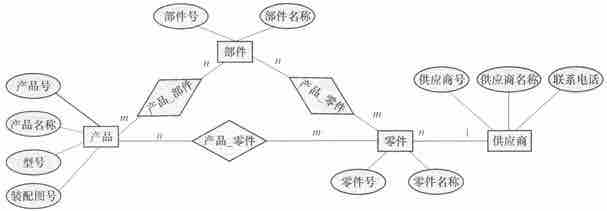 部件号 部件名称
部件
n n
产品号
产品_部件
产品_零件
供应商号 供应商名称 联系电话
产品名称
m m
产品 n 产品_零件 m 零件 n 1 供应商
型号
零件号 零件名称
装配图号